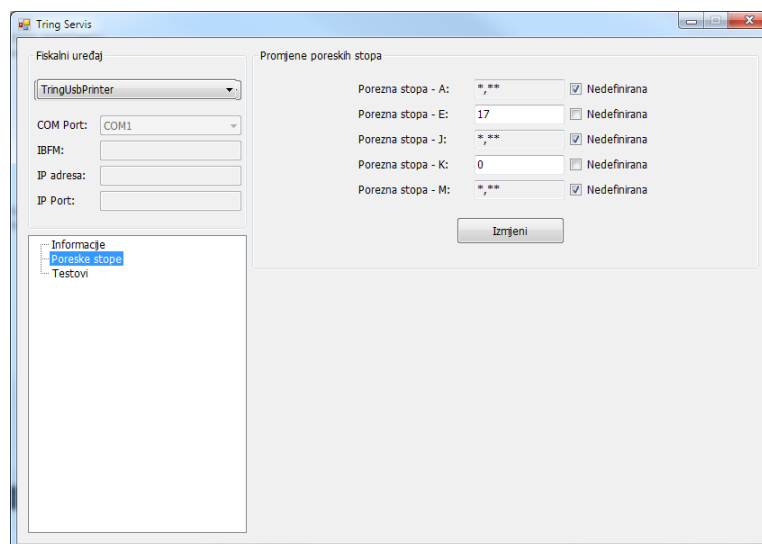 Tring Servis
Fiskalni uređaj
TringUsbPrinter
COM Port: COM1
IBFM:
IP adresa:
IP Port:
Informacije
Poreske stope
Testovi
Promjene poreskih stopa
Porezna stopa - A: *,** Nedefinirana
Porezna stopa - E: 17 Nedefinirana
Porezna stopa - J: *,** Nedefinirana
Porezna stopa - K: 0 Nedefinirana
Porezna stopa - M: *,** Nedefinirana
Izmjeni